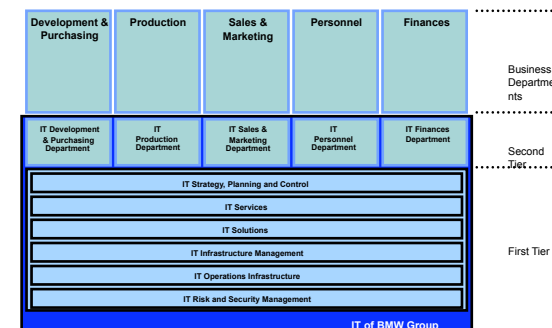 Development &
Purchasing
Production
Sales &
Marketing
Personnel
Finances
Business
Departme
nts
IT Development
& Purchasing
Department
IT
Production
Department
IT Sales &
Marketing
Department
IT
Personnel
Department
IT Finances
Department
Second
Tier
IT Strategy, Planning and Control
IT Services
IT Solutions
IT Infrastructure Management
IT Operations Infrastructure
IT Risk and Security Management
First Tier
IT of BMW Group